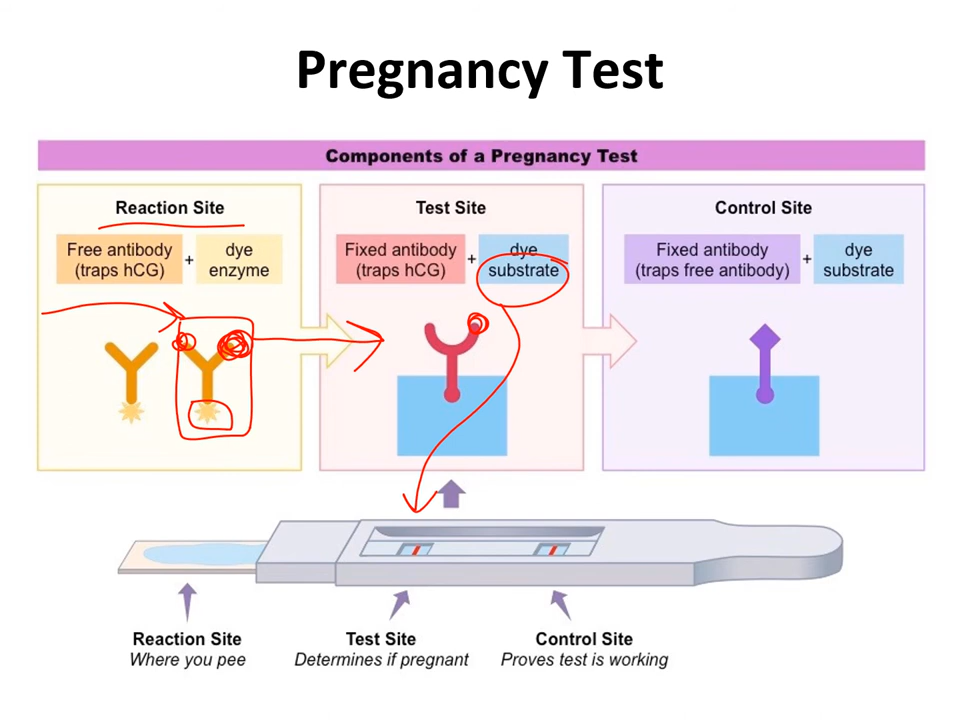 Pregnancy Test
Components of a Pregnancy Test
Reaction Site
Free antibody
(traps hCG)
+
dye
enzyme
Test Site
Fixed antibody
(traps hCG)
+
dye
substrate
Control Site
Fixed antibody
(traps free antibody)
+
dye
substrate
Reaction Site
Where you pee
Test Site
Determines if pregnant
Control Site
Proves test is working